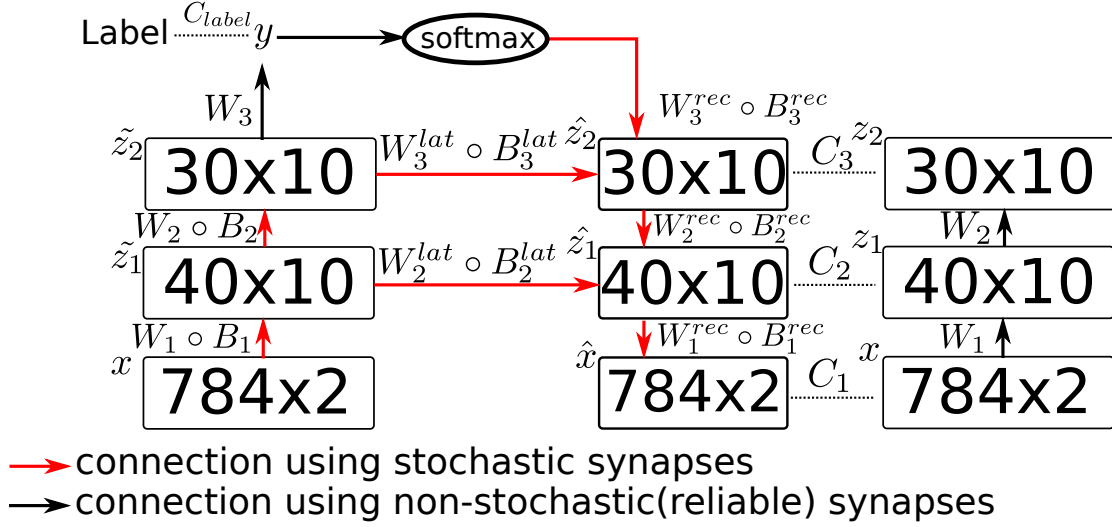 Label C_{label} y softmax
W_3 W_3^{rec} ∘ B_3^{rec}
z̃_2 30x10 W_3^{lat} ∘ B_3^{lat} ẑ_2 30x10 C_3 z_2 30x10
W_2 ∘ B_2 W_2^{rec} ∘ B_2^{rec} W_2
z̃_1 40x10 W_2^{lat} ∘ B_2^{lat} ẑ_1 40x10 C_2 z_1 40x10
W_1 ∘ B_1 W_1^{rec} ∘ B_1^{rec} W_1
x 784x2 x̂ 784x2 C_1 x 784x2
connection using stochastic synapses
connection using non-stochastic(reliable) synapses